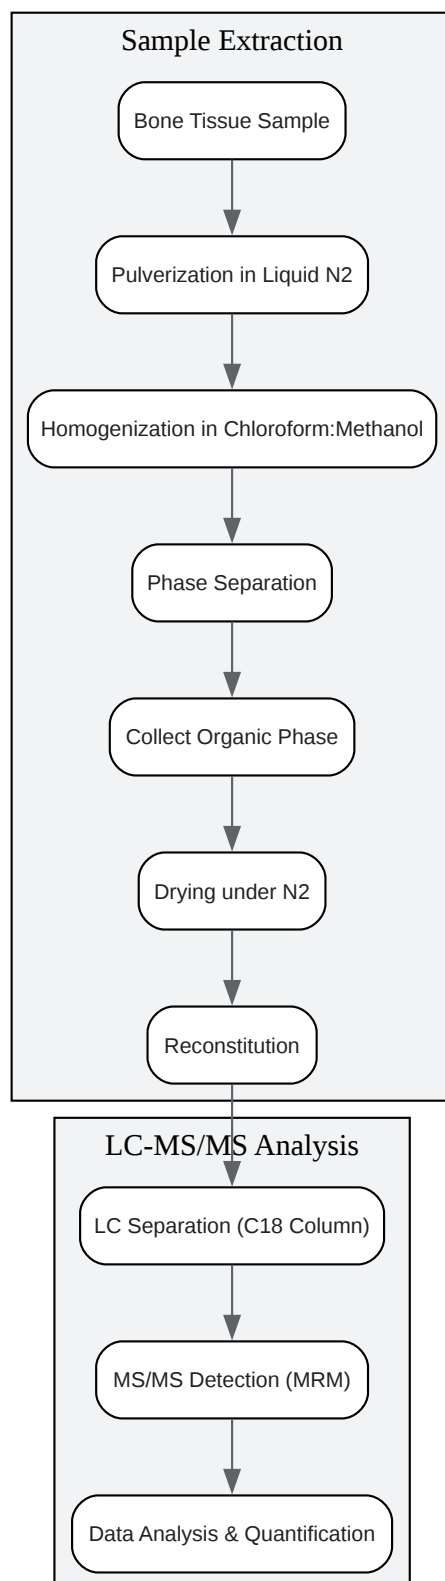 Sample Extraction
Bone Tissue Sample
Pulverization in Liquid N2
Homogenization in Chloroform:Methanol
Phase Separation
Collect Organic Phase
Drying under N2
Reconstitution
LC-MS/MS Analysis
LC Separation (C18 Column)
MS/MS Detection (MRM)
Data Analysis & Quantification